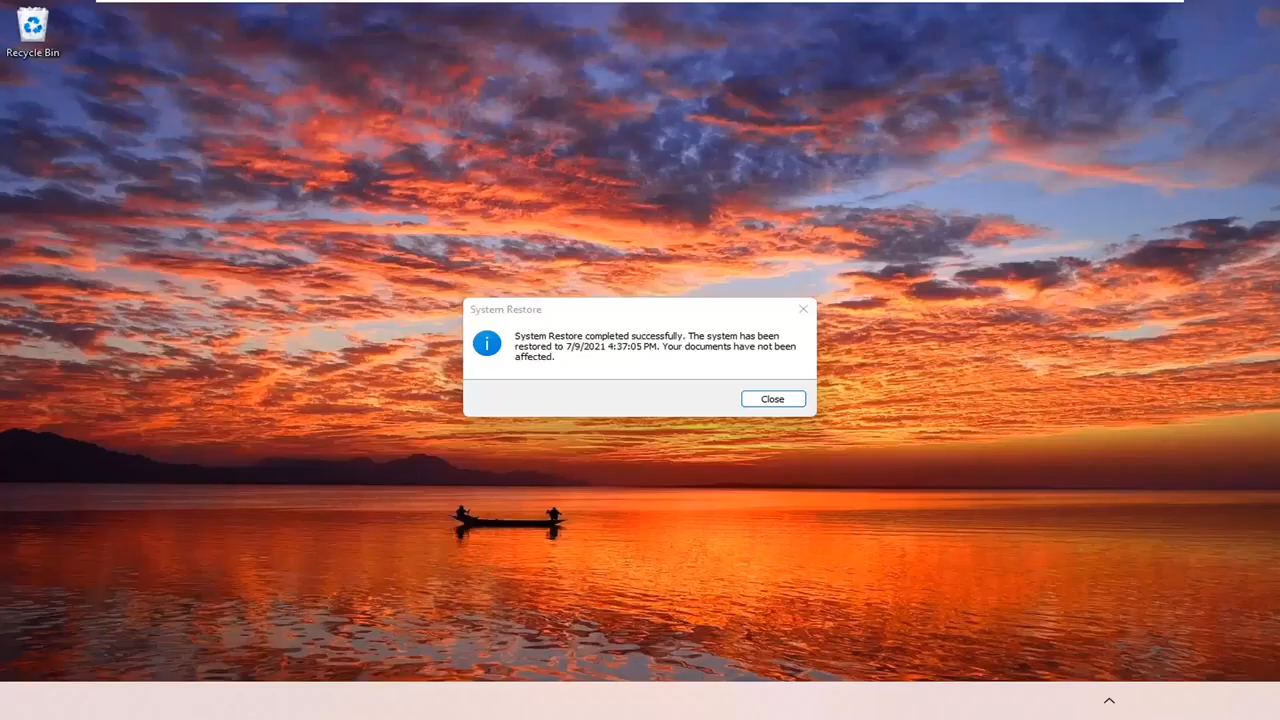 Recycle Bin
System Restore
System Restore completed successfully. The system has been
restored to 7/9/2021 4:37:05 PM. Your documents have not been
affected.
Close